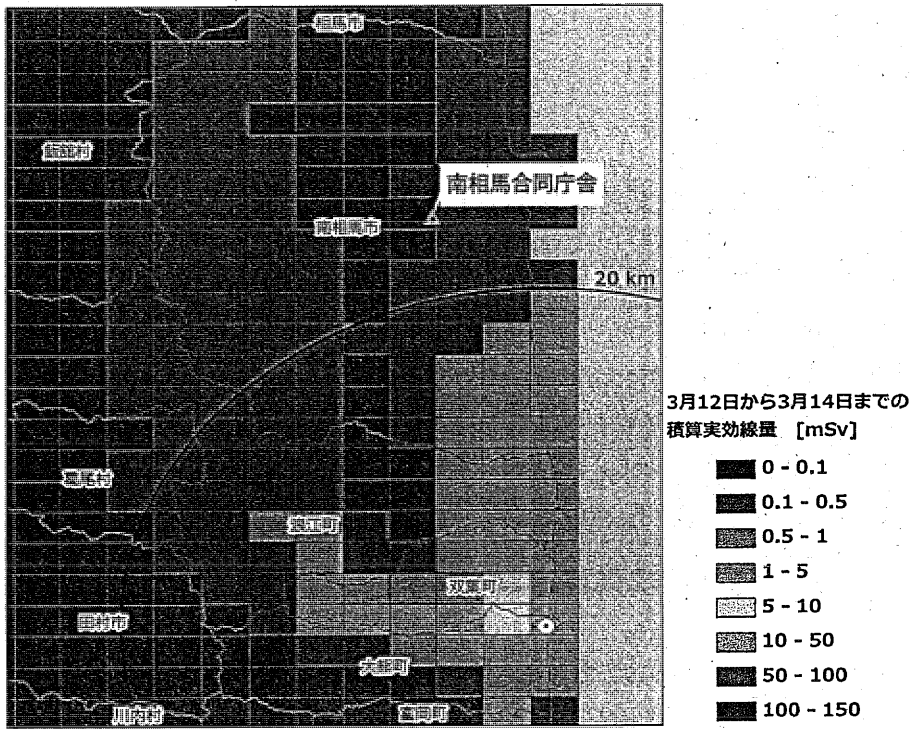 相馬市
飯舘村
南相馬合同庁舎
南相馬市
20 km
3月12日から3月14日までの
積算実効線量 [mSv]
0 - 0.1
葛尾村
0.1 - 0.5
浪江町
0.5 - 1
1 - 5
双葉町
5 - 10
田村市
10 - 50
大熊町
50 - 100
川内村
富岡町
100 - 150